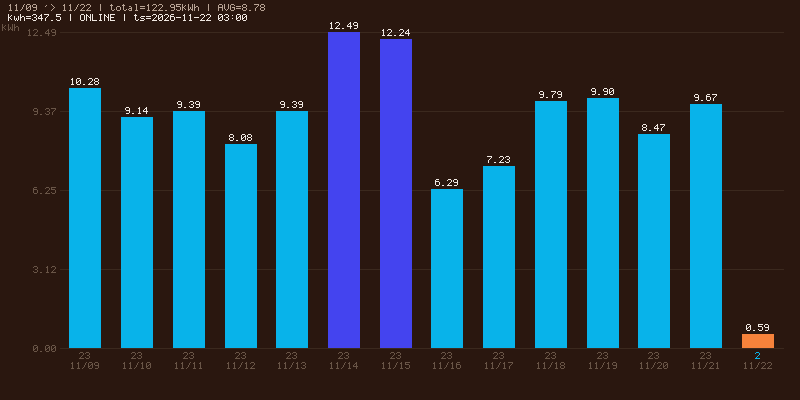 11/09 -> 11/22 | total=122.95kWh | AVG=8.78
Kwh=347.5 | ONLINE | ts=2026-11-22 03:00
kWh
12.49
9.37
6.25
3.12
0.00
10.28 9.14 9.39 8.08 9.39 12.49 12.24 6.29 7.23 9.79 9.90 8.47 9.67 0.59
23 23 23 23 23 23 23 23 23 23 23 23 23 2
11/09 11/10 11/11 11/12 11/13 11/14 11/15 11/16 11/17 11/18 11/19 11/20 11/21 11/22